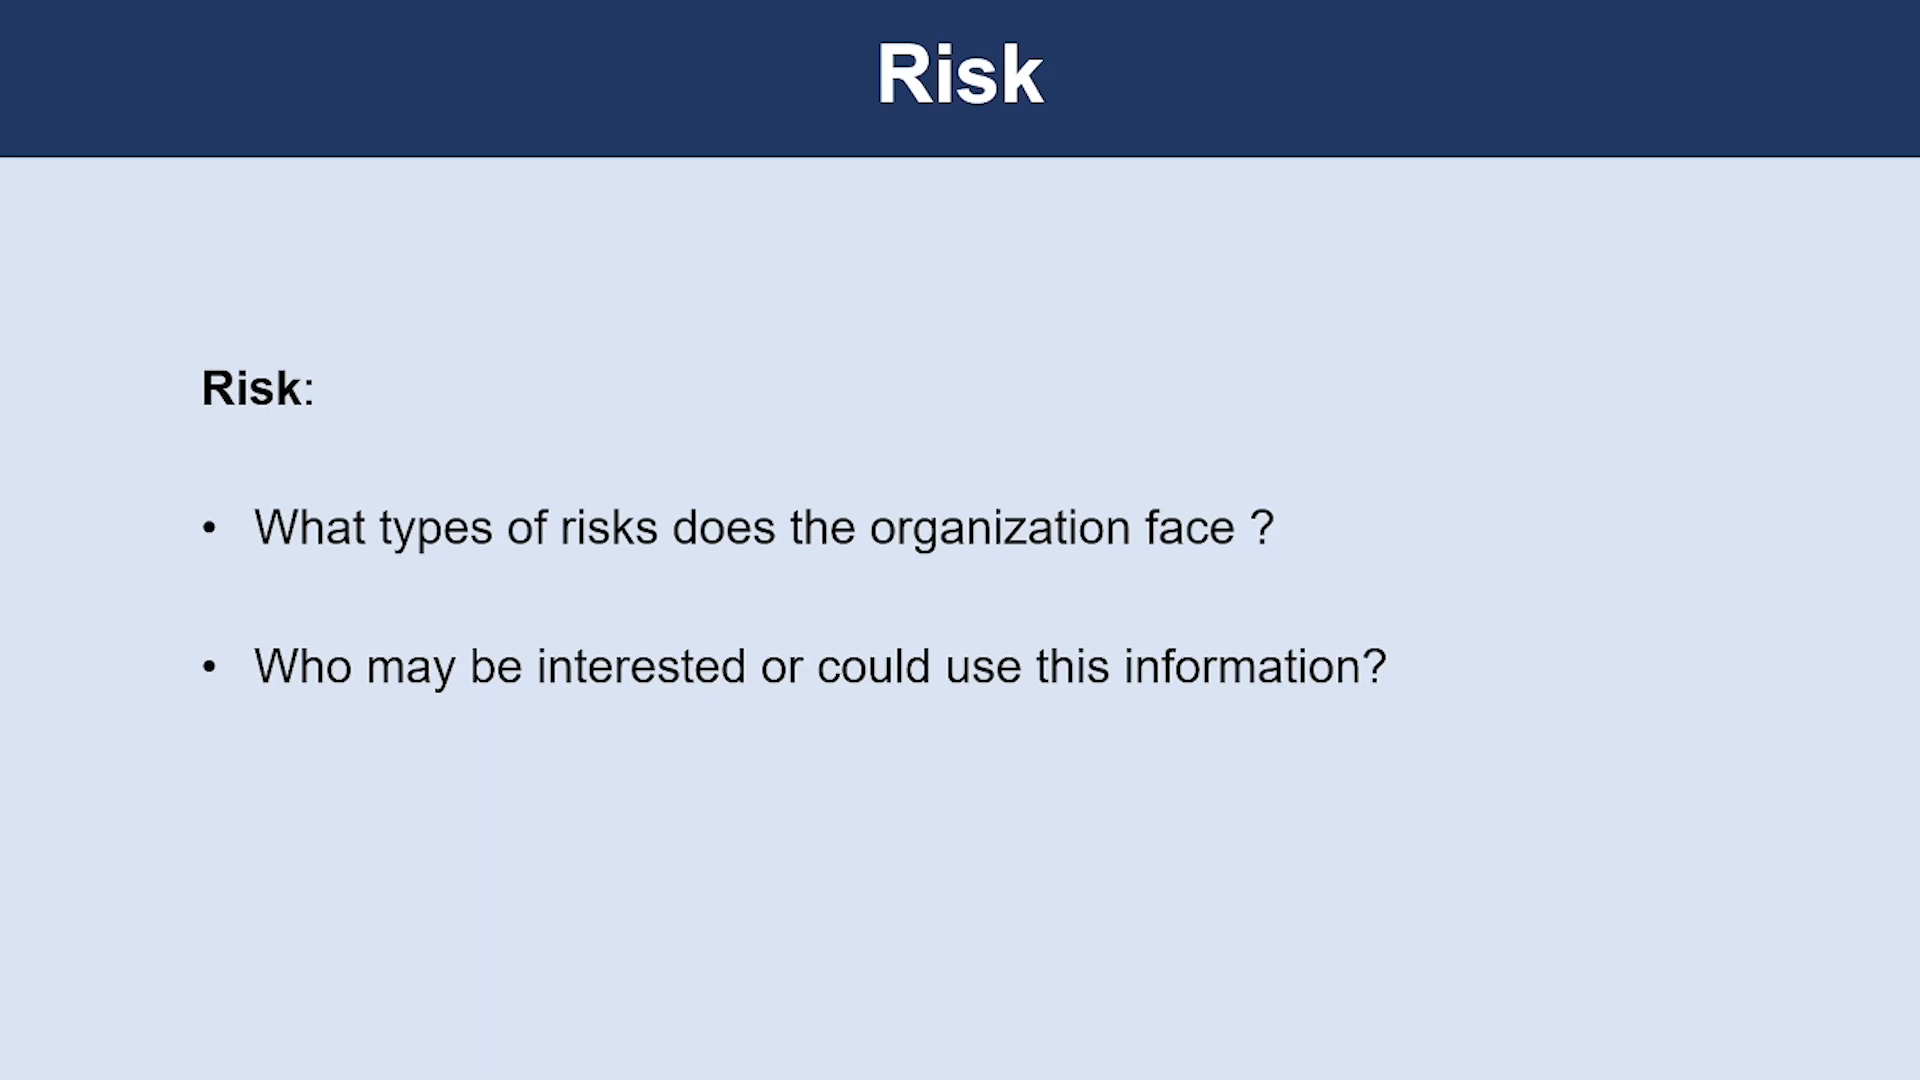 Risk
Risk:
• What types of risks does the organization face ?
• Who may be interested or could use this information?